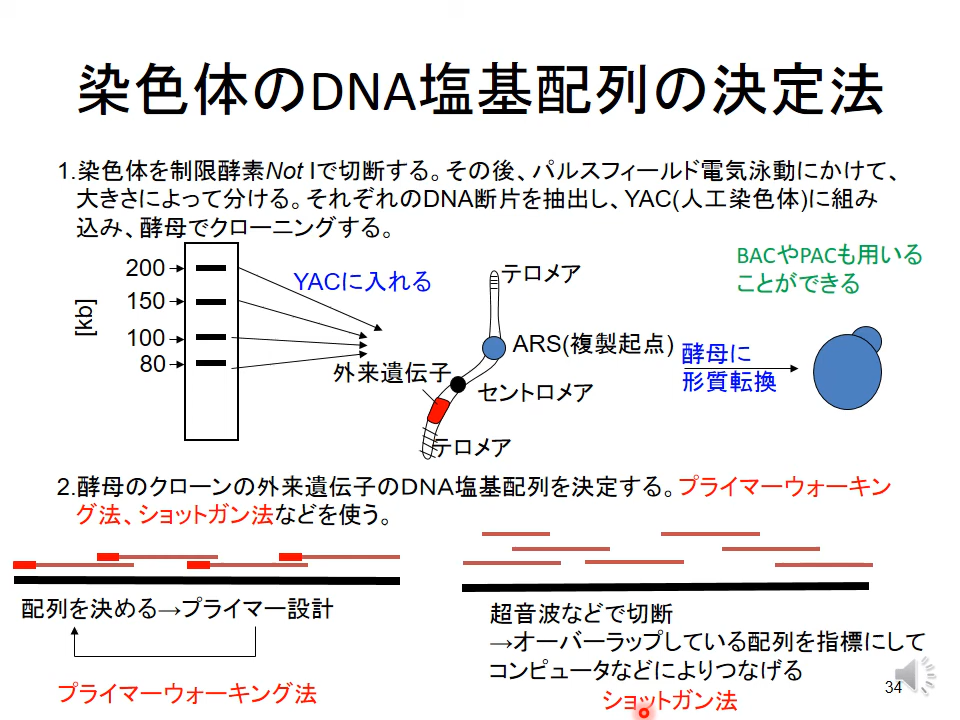 染色体のDNA塩基配列の決定法
1.染色体を制限酵素Not Iで切断する。その後、パルスフィールド電気泳動にかけて、
大きさによって分ける。それぞれのDNA断片を抽出し、YAC(人工染色体)に組み
込み、酵母でクローニングする。
200
150
100
80
[kb]
YACに入れる
テロメア
ARS(複製起点)
外来遺伝子
セントロメア
テロメア
BACやPACも用いる
ことができる
酵母に
形質転換
2.酵母のクローンの外来遺伝子のDNA塩基配列を決定する。プライマーウォーキン
グ法、ショットガン法などを使う。
配列を決める→プライマー設計
プライマーウォーキング法
超音波などで切断
→オーバーラップしている配列を指標にして
コンピュータなどによりつなげる
ショットガン法
34